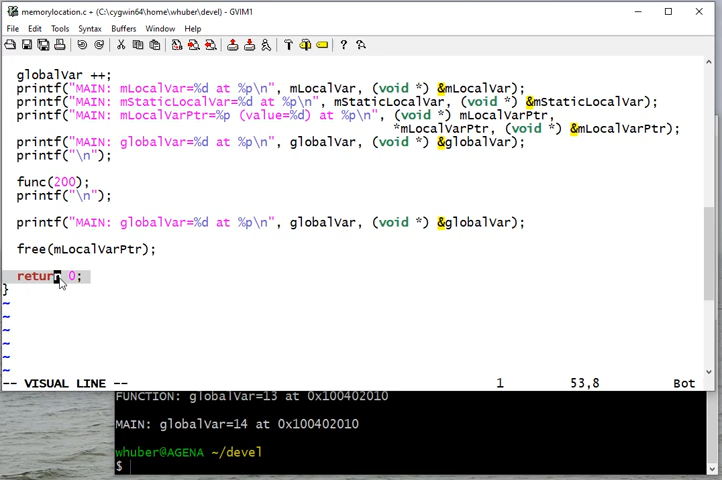 memorylocation.c + (C:\cygwin64\home\whuber\devel) - GVIM1
File Edit Tools Syntax Buffers Window Help
globalVar ++;
printf("MAIN: mLocalVar=%d at %p\n", mLocalVar, (void *) &mLocalVar);
printf("MAIN: mStaticLocalVar=%d at %p\n", mStaticLocalVar, (void *) &mStaticLocalVar);
printf("MAIN: mLocalVarPtr=%p (value=%d) at %p\n", (void *) mLocalVarPtr,
*mLocalVarPtr, (void *) &mLocalVarPtr);
printf("MAIN: globalVar=%d at %p\n", globalVar, (void *) &globalVar);
printf("\n");
func(200);
printf("\n");
printf("MAIN: globalVar=%d at %p\n", globalVar, (void *) &globalVar);
free(mLocalVarPtr);
return 0;
}
~
~
~
~
~
~
-- VISUAL LINE -- 1 53,8 Bot
FUNCTION: globalVar=13 at 0x100402010
MAIN: globalVar=14 at 0x100402010
whuber@AGENA ~/devel
$